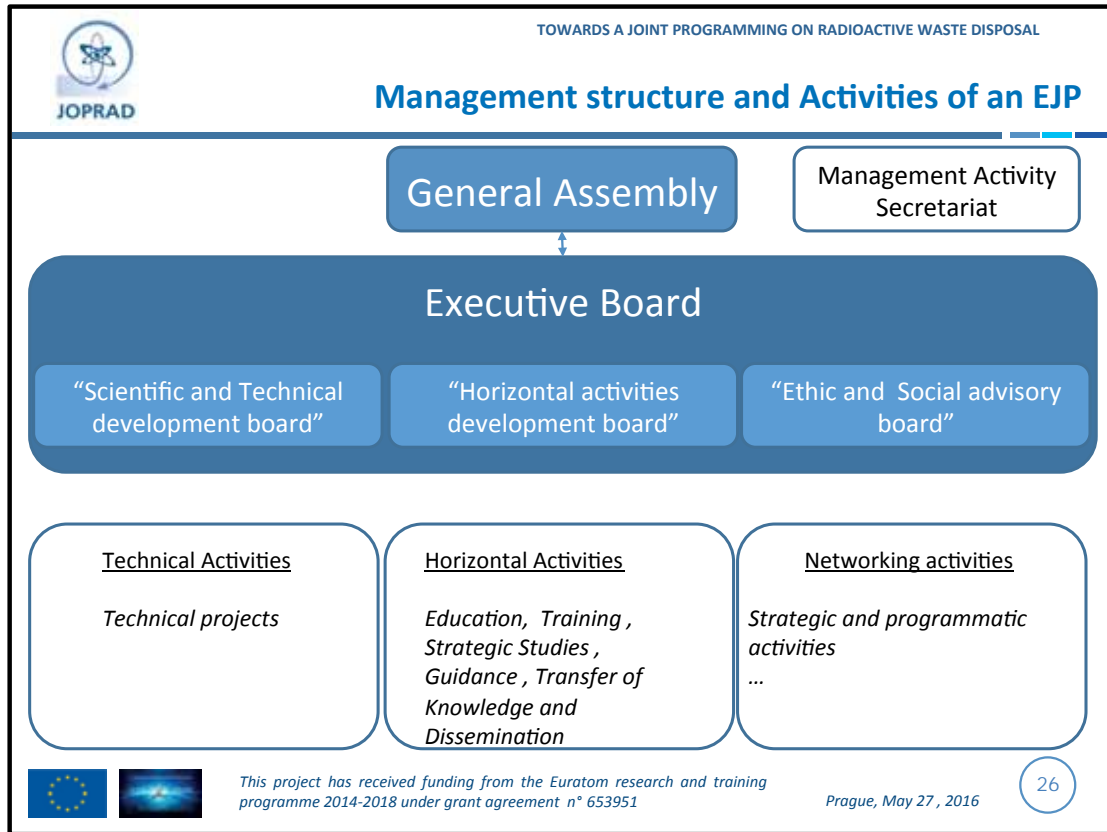 TOWARDS A JOINT PROGRAMMING ON RADIOACTIVE WASTE DISPOSAL
JOPRAD
Management structure and Activities of an EJP
General Assembly
Management Activity
Secretariat
Executive Board
“Scientific and Technical
development board”
“Horizontal activities
development board”
“Ethic and Social advisory
board”
Technical Activities
Technical projects
Horizontal Activities
Education, Training ,
Strategic Studies ,
Guidance , Transfer of
Knowledge and
Dissemination
Networking activities
Strategic and programmatic
activities
...
This project has received funding from the Euratom research and training
programme 2014-2018 under grant agreement n° 653951
Prague, May 27 , 2016
26